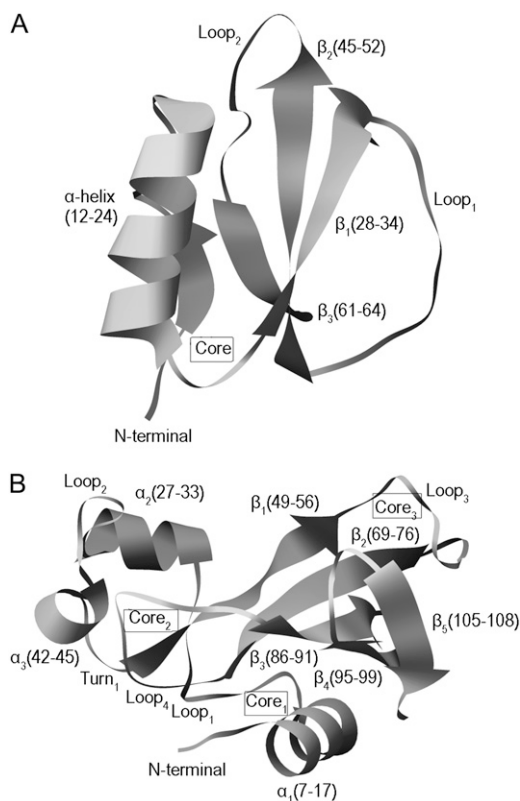 A
Loop₂
β₂(45-52)
α-helix
(12-24)
Loop₁
β₁(28-34)
β₃(61-64)
Core
N-terminal
B
Loop₂
α₂(27-33)
β₁(49-56)
Core₃
Loop₃
β₂(69-76)
Core₂
β₅(105-108)
α₃(42-45)
β₃(86-91)
Turn₁
β₄(95-99)
Loop₄
Loop₁
Core₁
N-terminal
α₁(7-17)